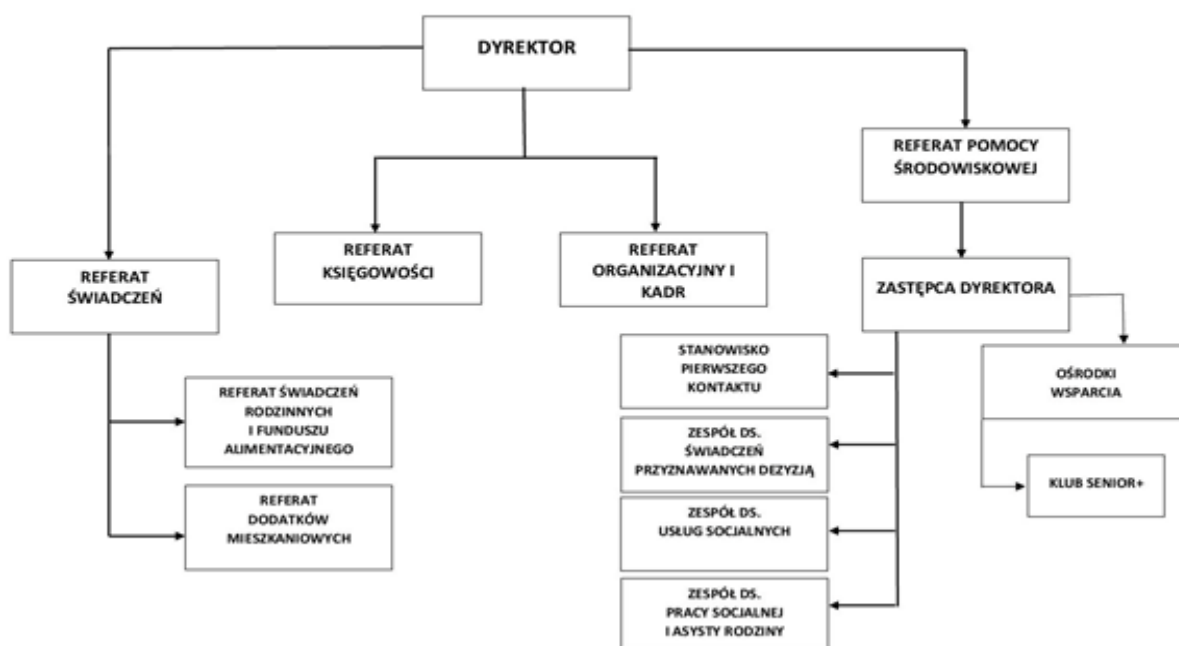 DYREKTOR
REFERAT POMOCY
ŚRODOWISKOWEJ
REFERAT
KSIĘGOWOŚCI
REFERAT
ORGANIZACYJNY I
KADR
REFERAT
ŚWIADCZEŃ
ZASTĘPCA DYREKTORA
STANOWISKO
PIERWSZEGO
KONTAKTU
OŚRODKI
WSPARCIA
REFERAT ŚWIADCZEŃ
RODZINNYCH
I FUNDUSZU
ALIMENTACYJNEGO
ZESPÓŁ DS.
ŚWIADCZEŃ
PRZYZNAWANYCH DEZYZJĄ
KLUB SENIOR+
REFERAT
DODATKÓW
MIESZKANIOWYCH
ZESPÓŁ DS.
USŁUG SOCJALNYCH
ZESPÓŁ DS.
PRACY SOCJALNEJ
I ASYSTY RODZINY